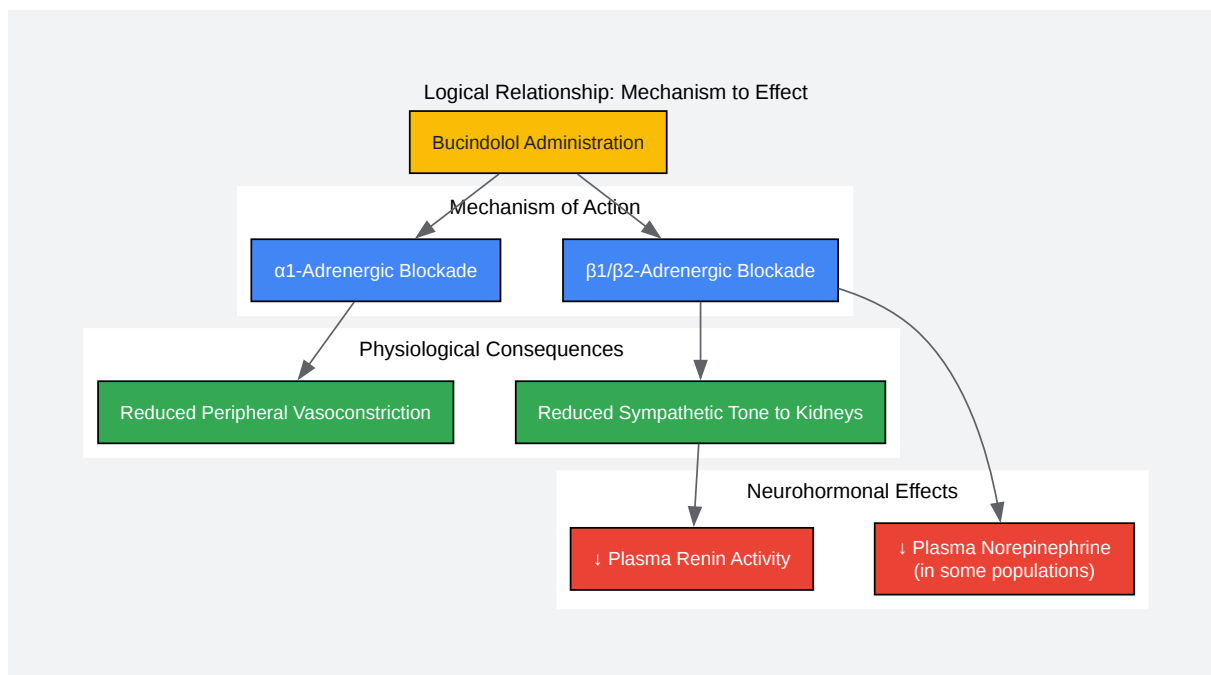 Logical Relationship: Mechanism to Effect
Bucindolol Administration
Mechanism of Action
α1-Adrenergic Blockade
β1/β2-Adrenergic Blockade
Physiological Consequences
Reduced Peripheral Vasoconstriction
Reduced Sympathetic Tone to Kidneys
Neurohormonal Effects
↓ Plasma Renin Activity
↓ Plasma Norepinephrine
(in some populations)